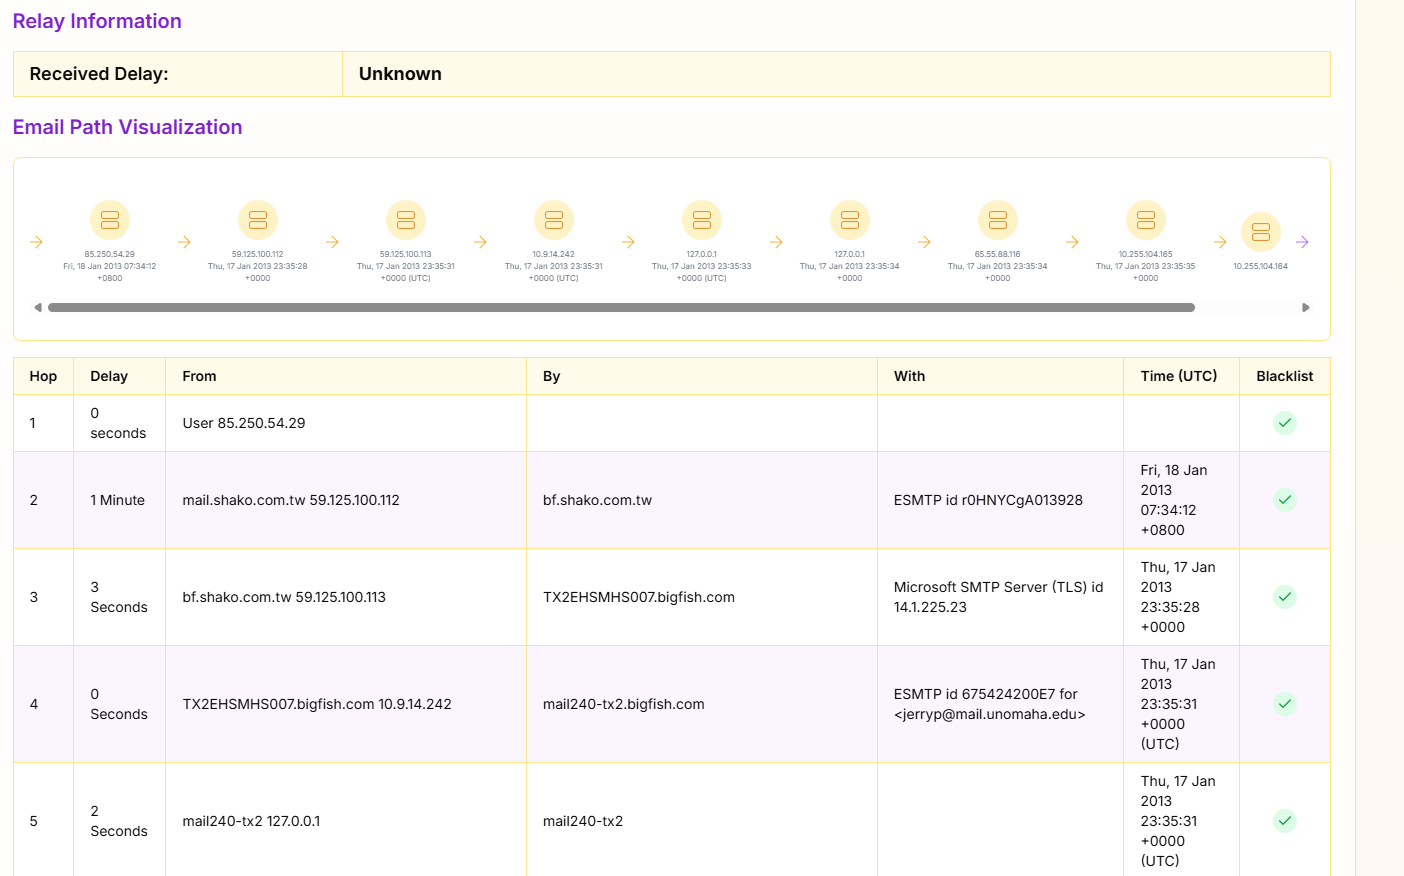 Relay Information
Received Delay: Unknown
Email Path Visualization
85.250.54.29
Fri, 18 Jan 2013 07:34:12
+0800
59.125.100.112
Thu, 17 Jan 2013 23:35:28
+0000
59.125.100.113
Thu, 17 Jan 2013 23:35:31
+0000 (UTC)
10.9.14.242
Thu, 17 Jan 2013 23:35:31
+0000 (UTC)
127.0.0.1
Thu, 17 Jan 2013 23:35:33
+0000 (UTC)
127.0.0.1
Thu, 17 Jan 2013 23:35:34
+0000
65.55.88.116
Thu, 17 Jan 2013 23:35:34
+0000
10.255.104.165
Thu, 17 Jan 2013 23:35:35
+0000
10.255.104.164
Hop Delay From By With Time (UTC) Blacklist
1
0
seconds
User 85.250.54.29
2
1 Minute
mail.shako.com.tw 59.125.100.112
bf.shako.com.tw
ESMTP id r0HNYCgA013928
Fri, 18 Jan
2013
07:34:12
+0800
3
3
Seconds
bf.shako.com.tw 59.125.100.113
TX2EHSMHS007.bigfish.com
Microsoft SMTP Server (TLS) id
14.1.225.23
Thu, 17 Jan
2013
23:35:28
+0000
4
0
Seconds
TX2EHSMHS007.bigfish.com 10.9.14.242
mail240-tx2.bigfish.com
ESMTP id 675424200E7 for
<jerryp@mail.unomaha.edu>
Thu, 17 Jan
2013
23:35:31
+0000
(UTC)
5
2
Seconds
mail240-tx2 127.0.0.1
mail240-tx2
Thu, 17 Jan
2013
23:35:31
+0000
(UTC)